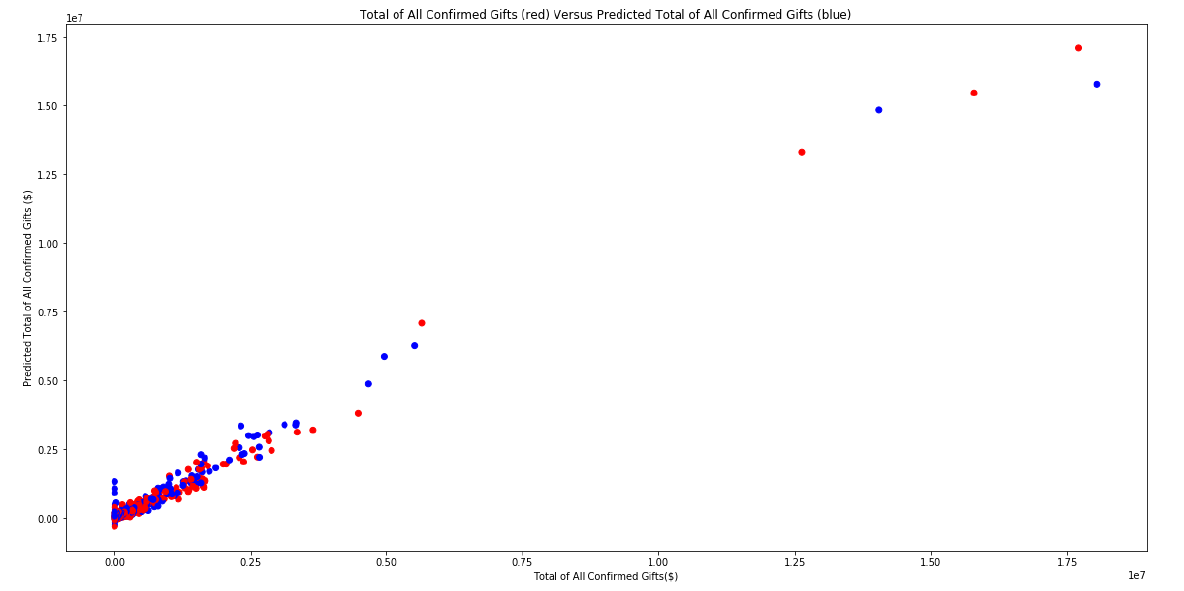 Total of All Confirmed Gifts (red) Versus Predicted Total of All Confirmed Gifts (blue)
1e7
1.75
1.50
1.25
1.00
0.75
0.50
0.25
0.00
Predicted Total of All Confirmed Gifts ($)
0.00 0.25 0.50 0.75 1.00 1.25 1.50 1.75
1e7
Total of All Confirmed Gifts($)